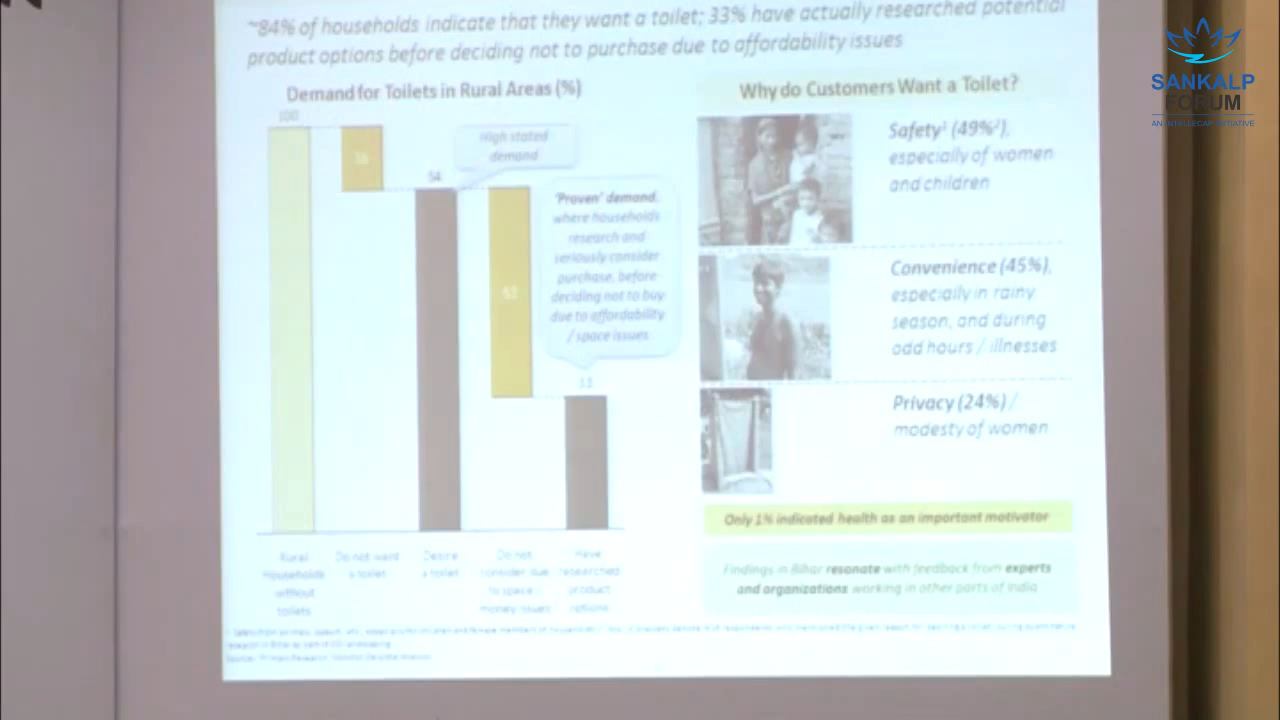 ~84% of households indicate that they want a toilet; 33% have actually researched potential
product options before deciding not to purchase due to affordability issues
Demand for Toilets in Rural Areas (%)
100
16
84
High stated
demand
'Proven' demand,
where households
research and
seriously consider
purchase, before
deciding not to buy
due to affordability
/ space issues
Rural
Households
without
toilets
Do not want
a toilet
Desire
a toilet
Do not
consider due
to space
money issues
Have
researched
product
options
Why do Customers Want a Toilet?
Safety¹ (49%²),
especially of women
and children
Convenience (45%),
especially in rainy
season, and during
odd hours / illnesses
Privacy (24%) /
modesty of women
Only 1% indicated health as an important motivator
Findings in Bihar resonate with feedback from experts
and organizations working in other parts of India
SANKALP
FORUM
AN INTELLECAP INITIATIVE